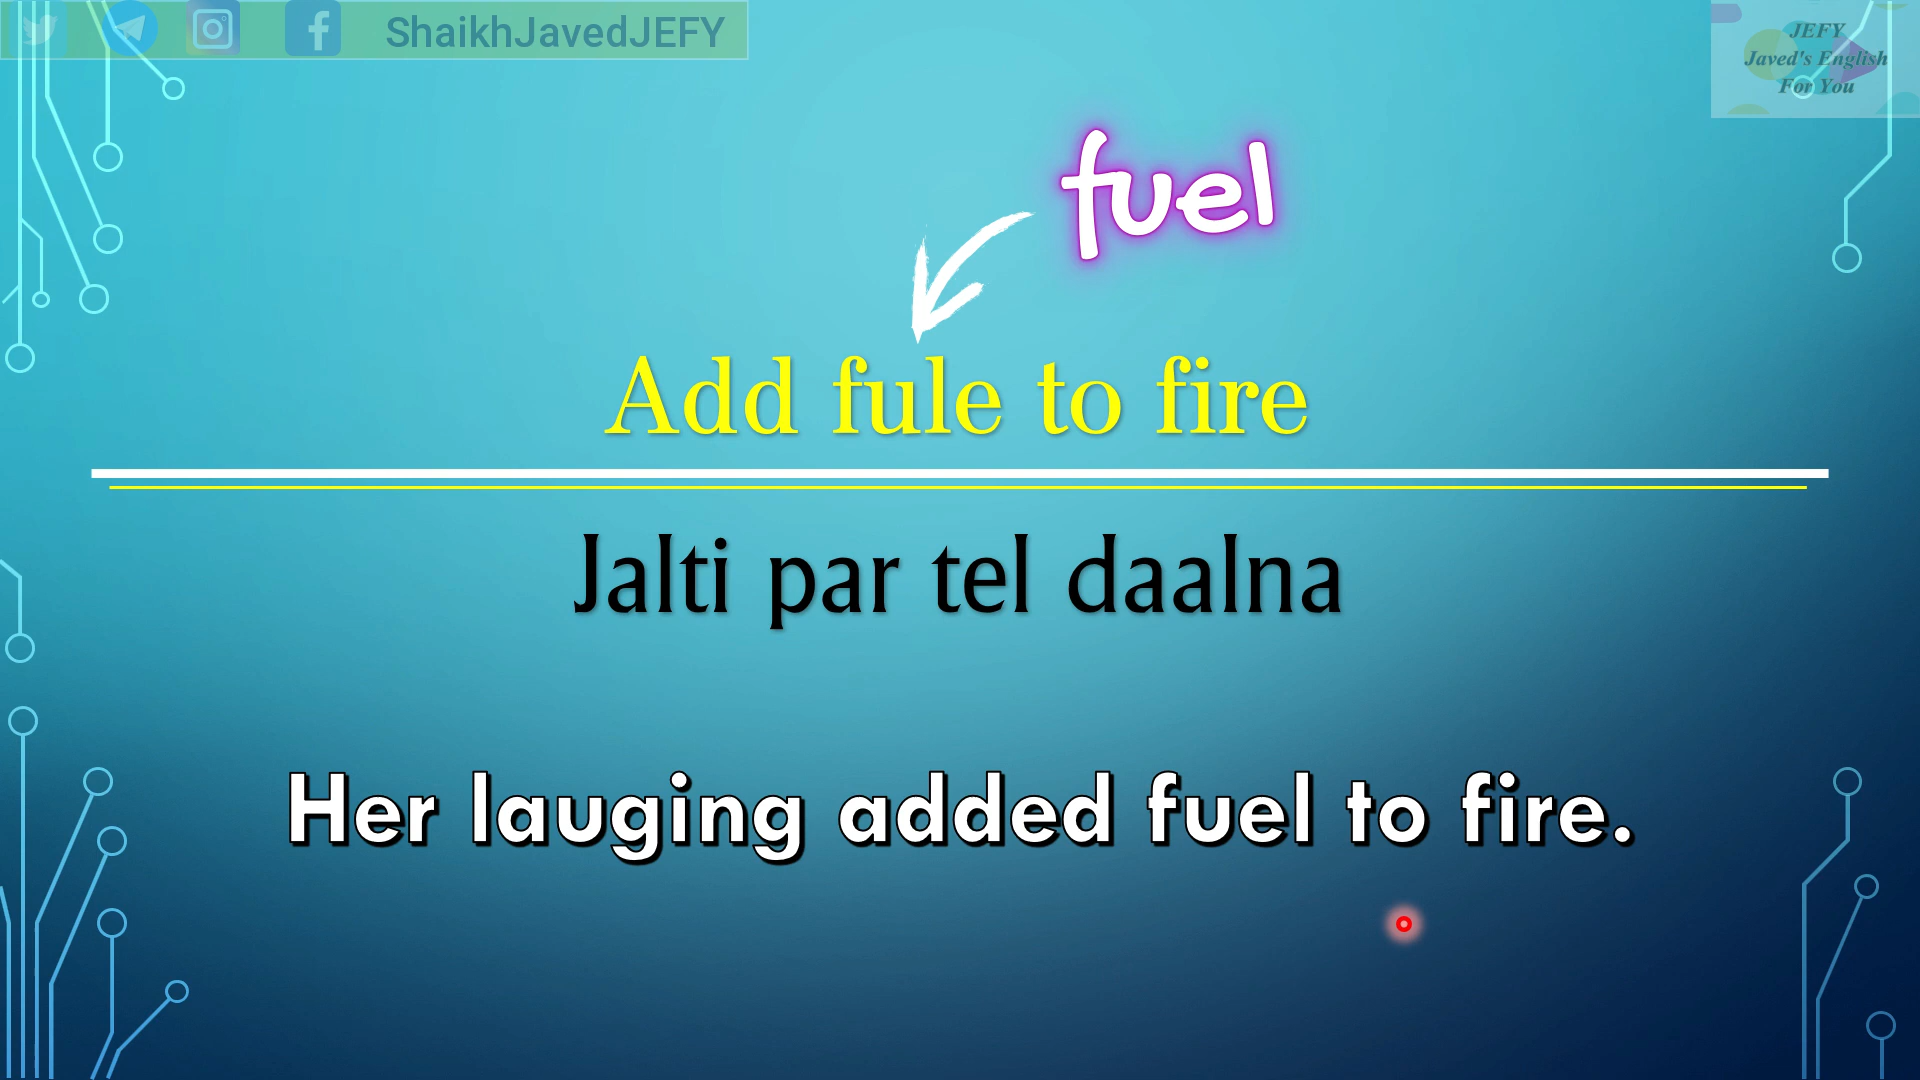 ShaikhJavedJEFY
JEFY
Javed's English
For You
fuel
Add fule to fire
Jalti par tel daalna
Her lauging added fuel to fire.